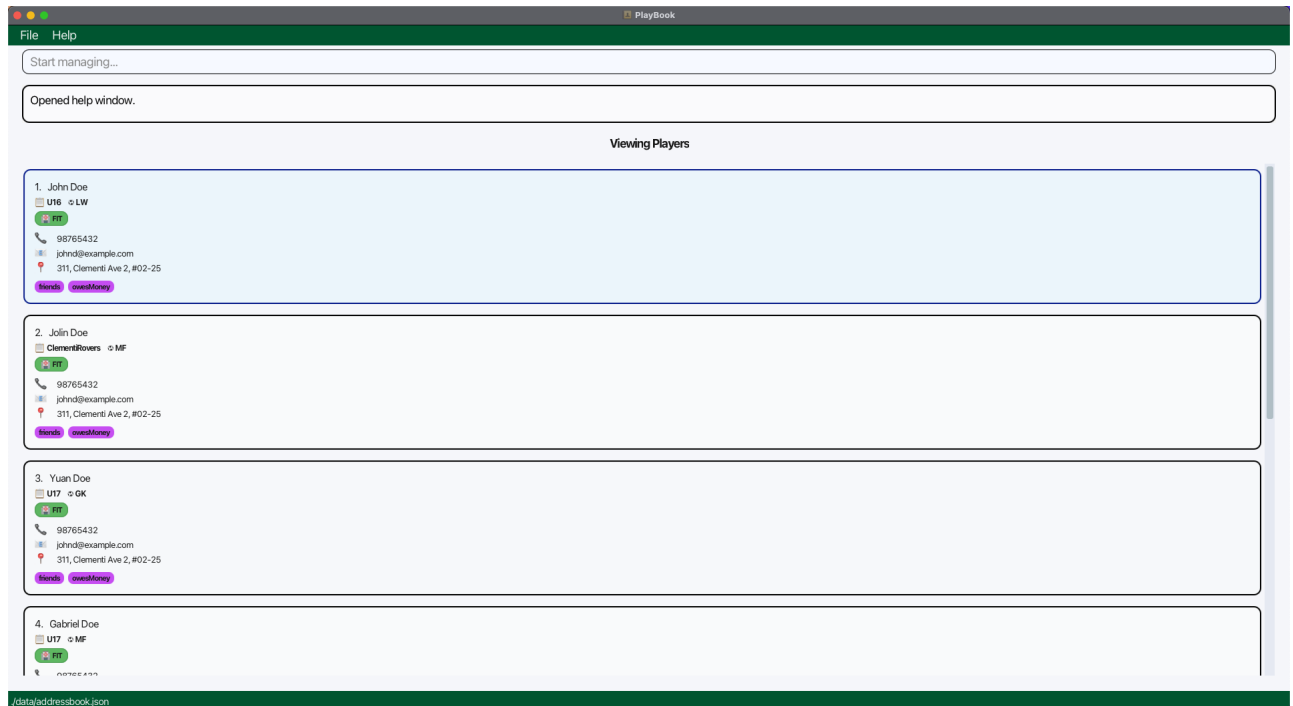 PlayBook
File Help
Start managing...
Opened help window.
Viewing Players
1. John Doe
U16 LW
FIT
98765432
johnd@example.com
311, Clementi Ave 2, #02-25
friends owesMoney
2. Jolin Doe
ClementiRovers MF
FIT
98765432
johnd@example.com
311, Clementi Ave 2, #02-25
friends owesMoney
3. Yuan Doe
U17 GK
FIT
98765432
johnd@example.com
311, Clementi Ave 2, #02-25
friends owesMoney
4. Gabriel Doe
U17 MF
FIT
98765432
./data/addressbook.json